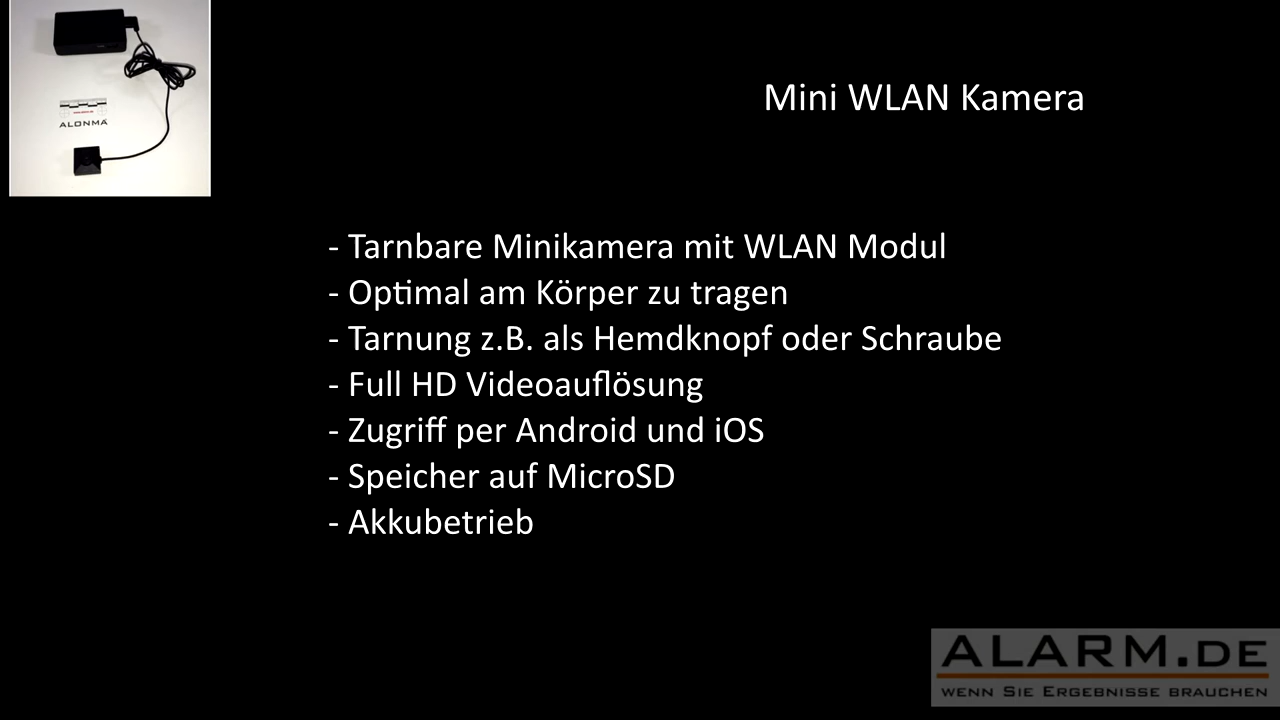 ALONMA
Mini WLAN Kamera
- Tarnbare Minikamera mit WLAN Modul
- Optimal am Körper zu tragen
- Tarnung z.B. als Hemdknopf oder Schraube
- Full HD Videoauflösung
- Zugriff per Android und iOS
- Speicher auf MicroSD
- Akkubetrieb
ALARM.DE
WENN SIE ERGEBNISSE BRAUCHEN